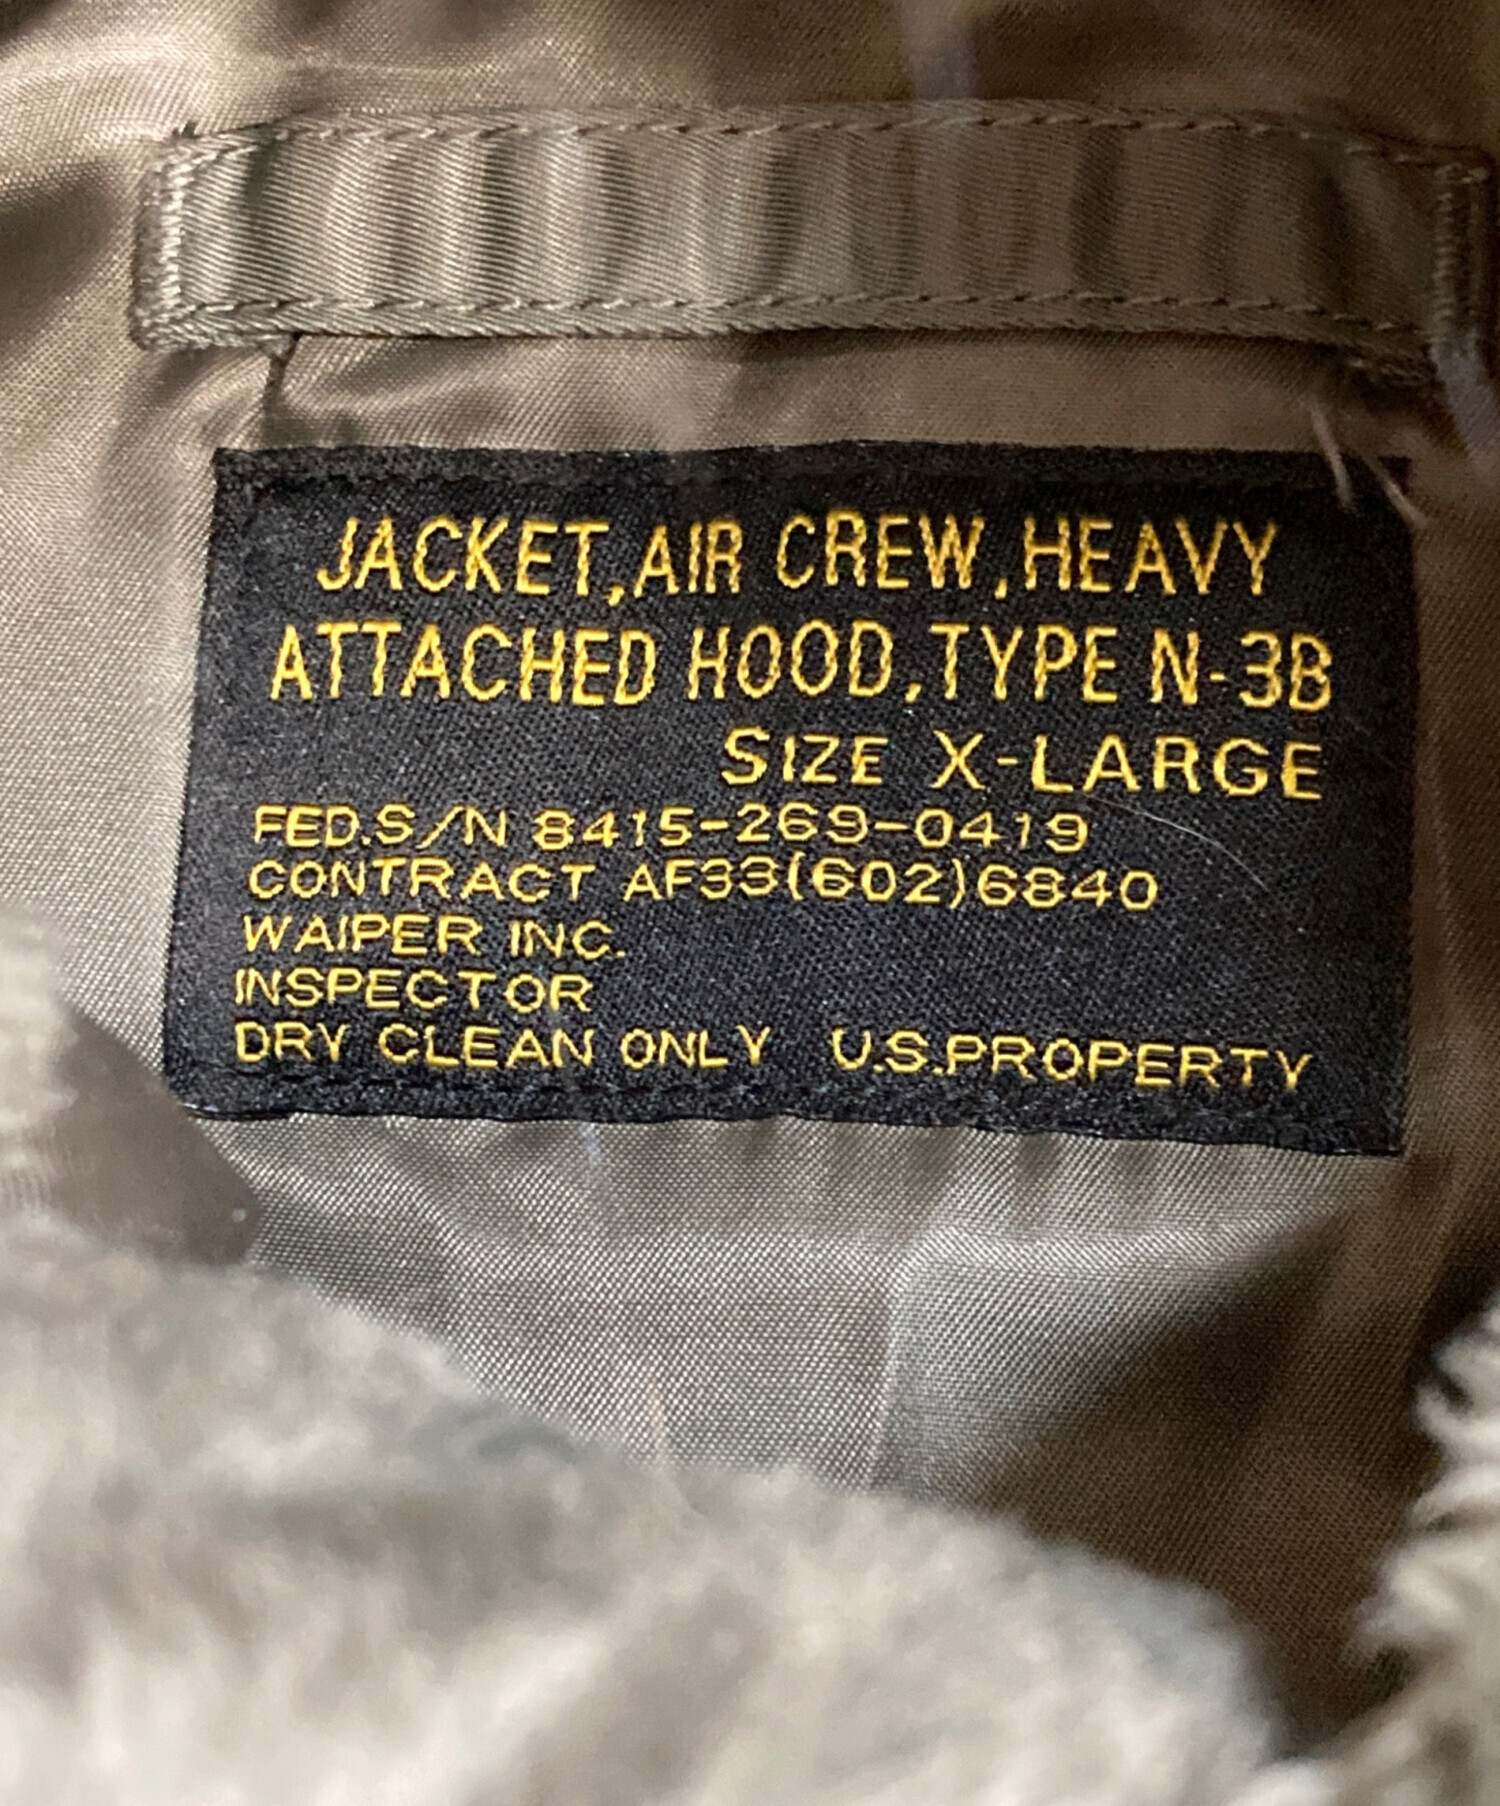 JACKET,AIR CREW,HEAVY
ATTACHED HOOD,TYPE N-3B
SIZE X-LARGE
FED.S/N 8415-269-0419
CONTRACT AF33(602)6840
WAIPER INC.
INSPECTOR
DRY CLEAN ONLY U.S.PROPERTY